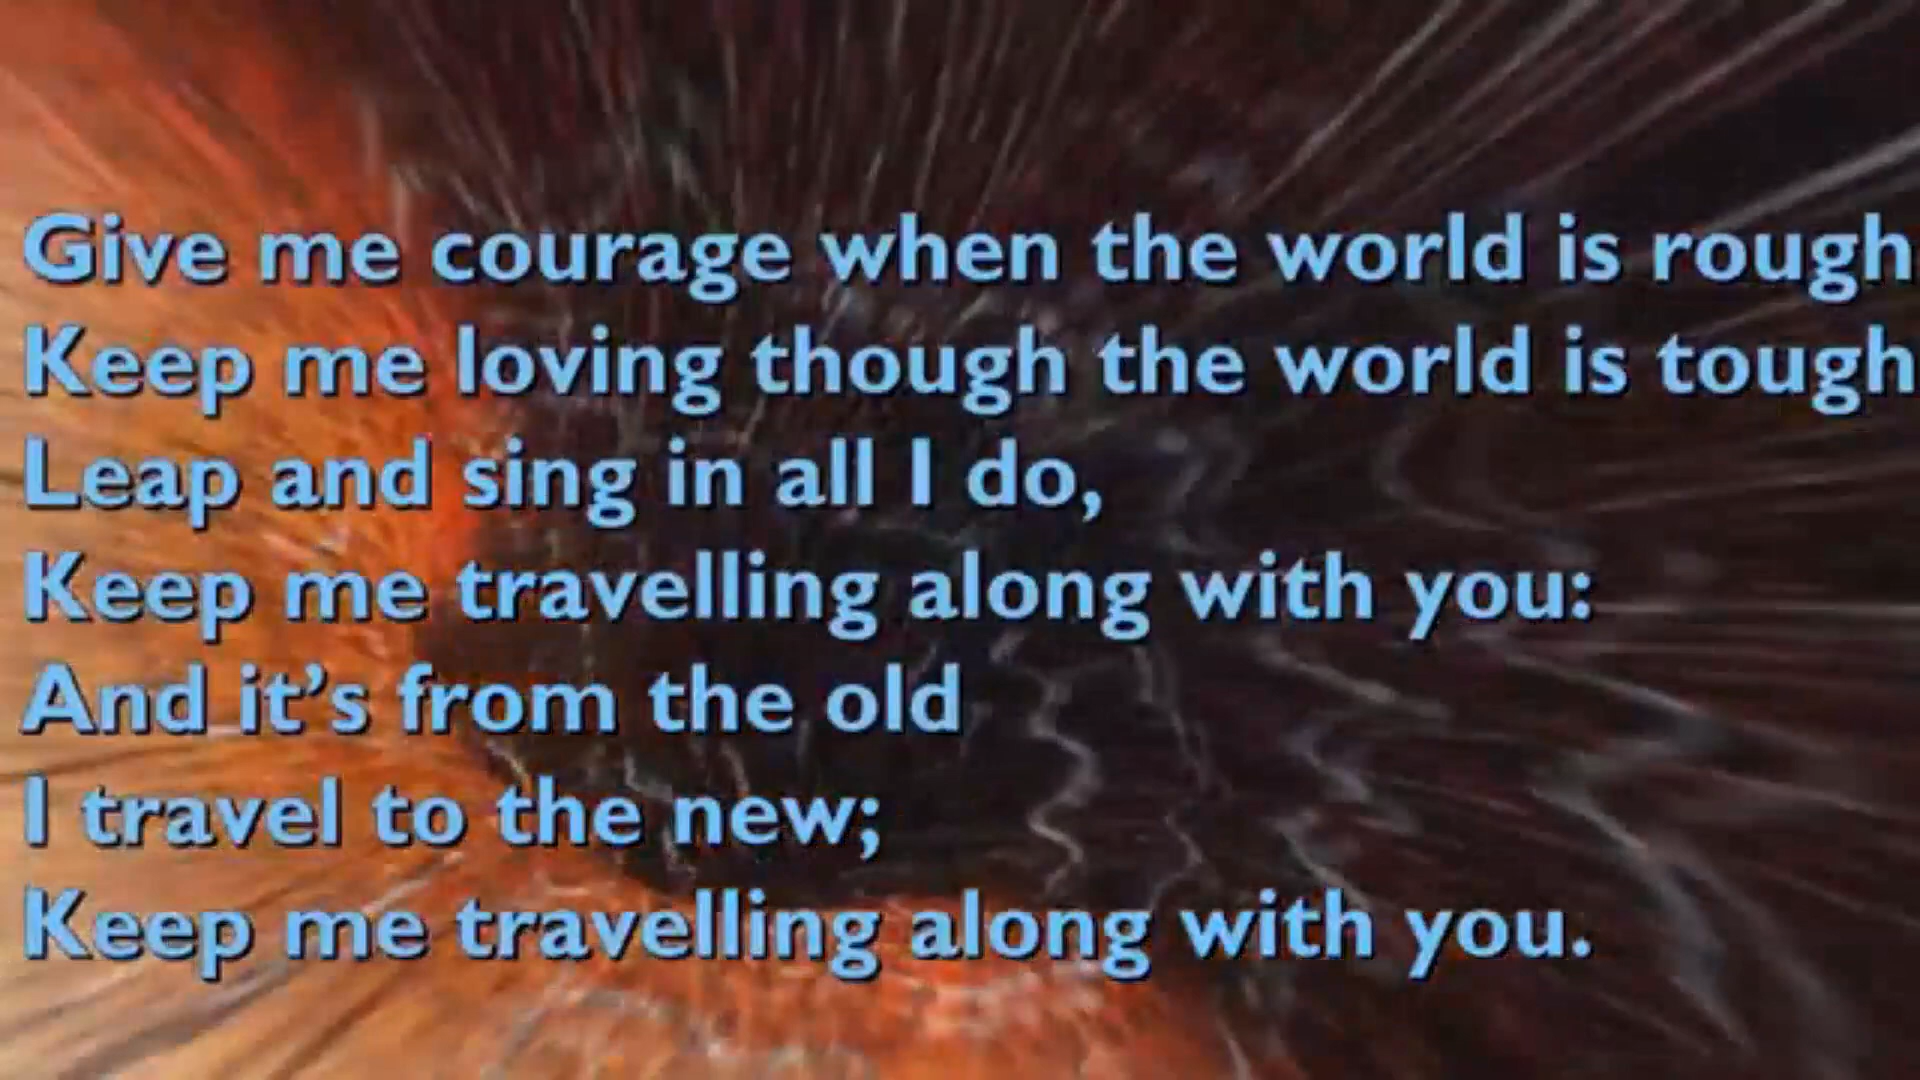 Give me courage when the world is rough
Keep me loving though the world is tough
Leap and sing in all I do,
Keep me travelling along with you:
And it’s from the old
I travel to the new;
Keep me travelling along with you.